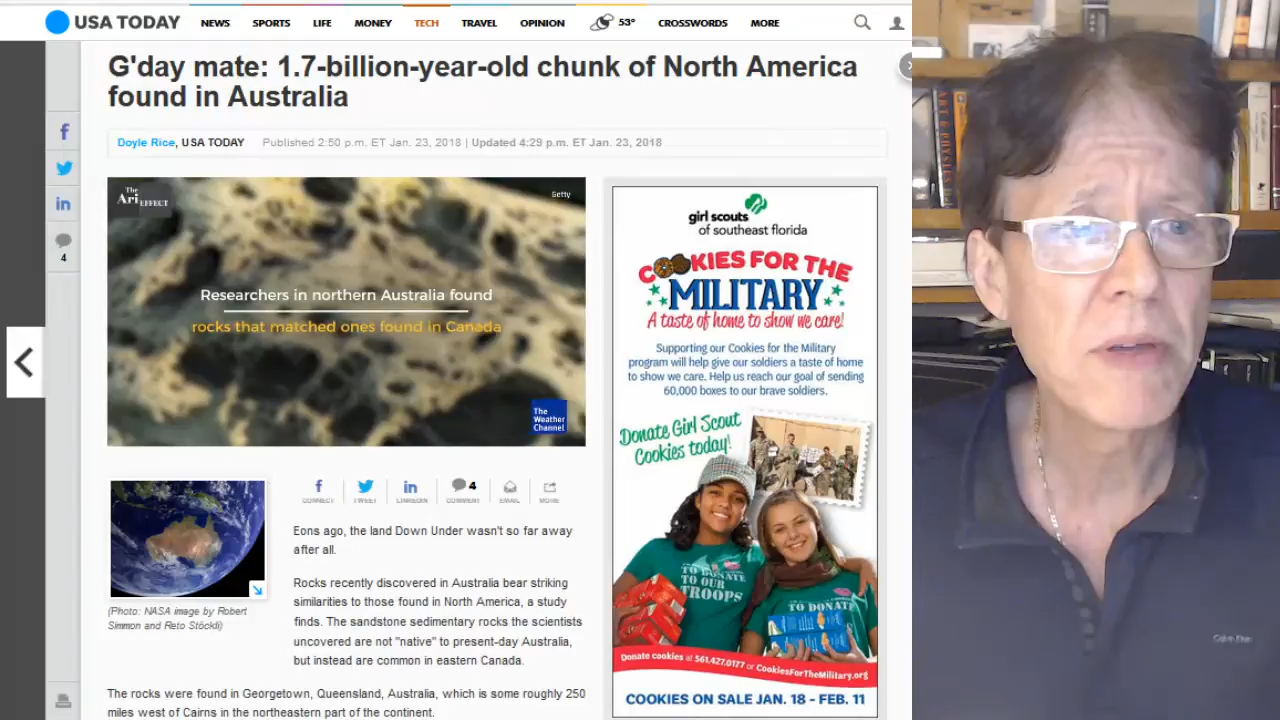 USA TODAY NEWS SPORTS LIFE MONEY TECH TRAVEL OPINION 53° CROSSWORDS MORE
G'day mate: 1.7-billion-year-old chunk of North America
found in Australia
Doyle Rice, USA TODAY Published 2:50 p.m. ET Jan. 23, 2018 | Updated 4:29 p.m. ET Jan. 23, 2018
The
Ari EFFECT
Getty
Researchers in northern Australia found
rocks that matched ones found in Canada
The
Weather
Channel
4
girl scouts
of southeast florida
COOKIES FOR THE
MILITARY
A taste of home to show we care!
Supporting our Cookies for the Military
program will help give our soldiers a taste of home
to show we care. Help us reach our goal of sending
60,000 boxes to our brave soldiers.
Donate Girl Scout
Cookies today!
TO DONATE
TO OUR
TROOPS
TO DONATE
Donate cookies at 561.427.0177 or CookiesForTheMilitary.org
COOKIES ON SALE JAN. 18 - FEB. 11
4
CONNECT TWEET LINKEDIN COMMENT EMAIL MORE
(Photo: NASA image by Robert
Simmon and Reto Stöckli)
Eons ago, the land Down Under wasn't so far away
after all.
Rocks recently discovered in Australia bear striking
similarities to those found in North America, a study
finds. The sandstone sedimentary rocks the scientists
uncovered are not "native" to present-day Australia,
but instead are common in eastern Canada.
The rocks were found in Georgetown, Queensland, Australia, which is some roughly 250
miles west of Cairns in the northeastern part of the continent.
Calvin Klein